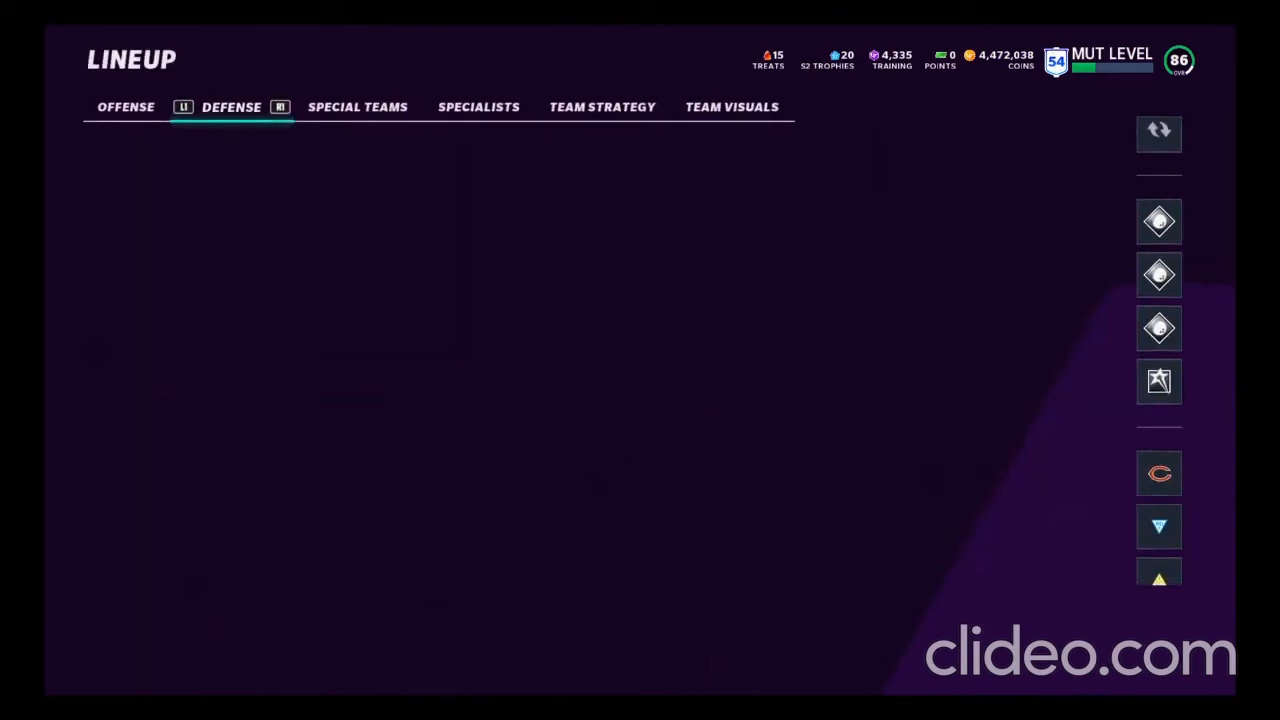 LINEUP
15 TREATS
20 S2 TROPHIES
4,335 TRAINING
0 POINTS
4,472,038 COINS
54 MUT LEVEL
86 OVR
OFFENSE L1 DEFENSE R1 SPECIAL TEAMS SPECIALISTS TEAM STRATEGY TEAM VISUALS
clideo.com